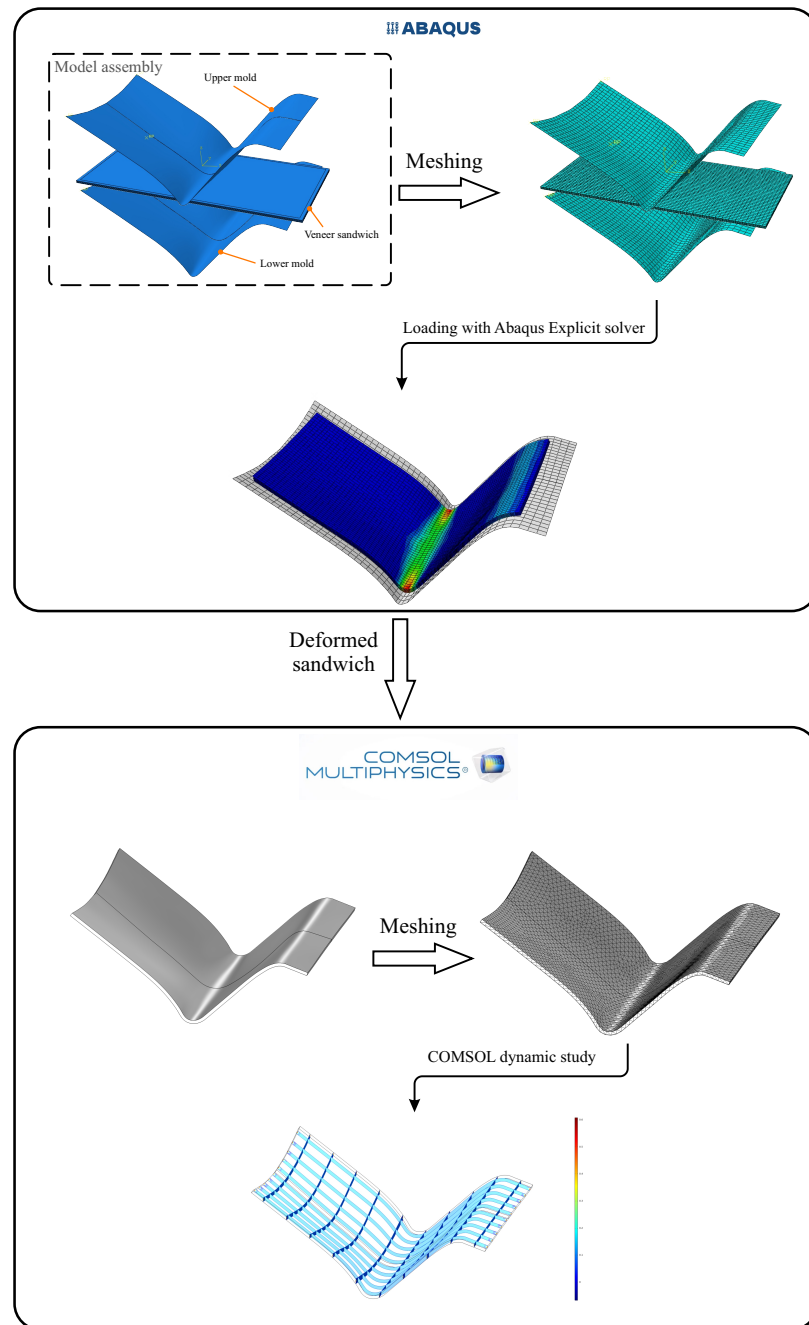 ABAQUS
Model assembly
Upper mold
Veneer sandwich
Lower mold
Meshing
Loading with Abaqus Explicit solver
Deformed
sandwich
COMSOL
MULTIPHYSICS®
Meshing
COMSOL dynamic study